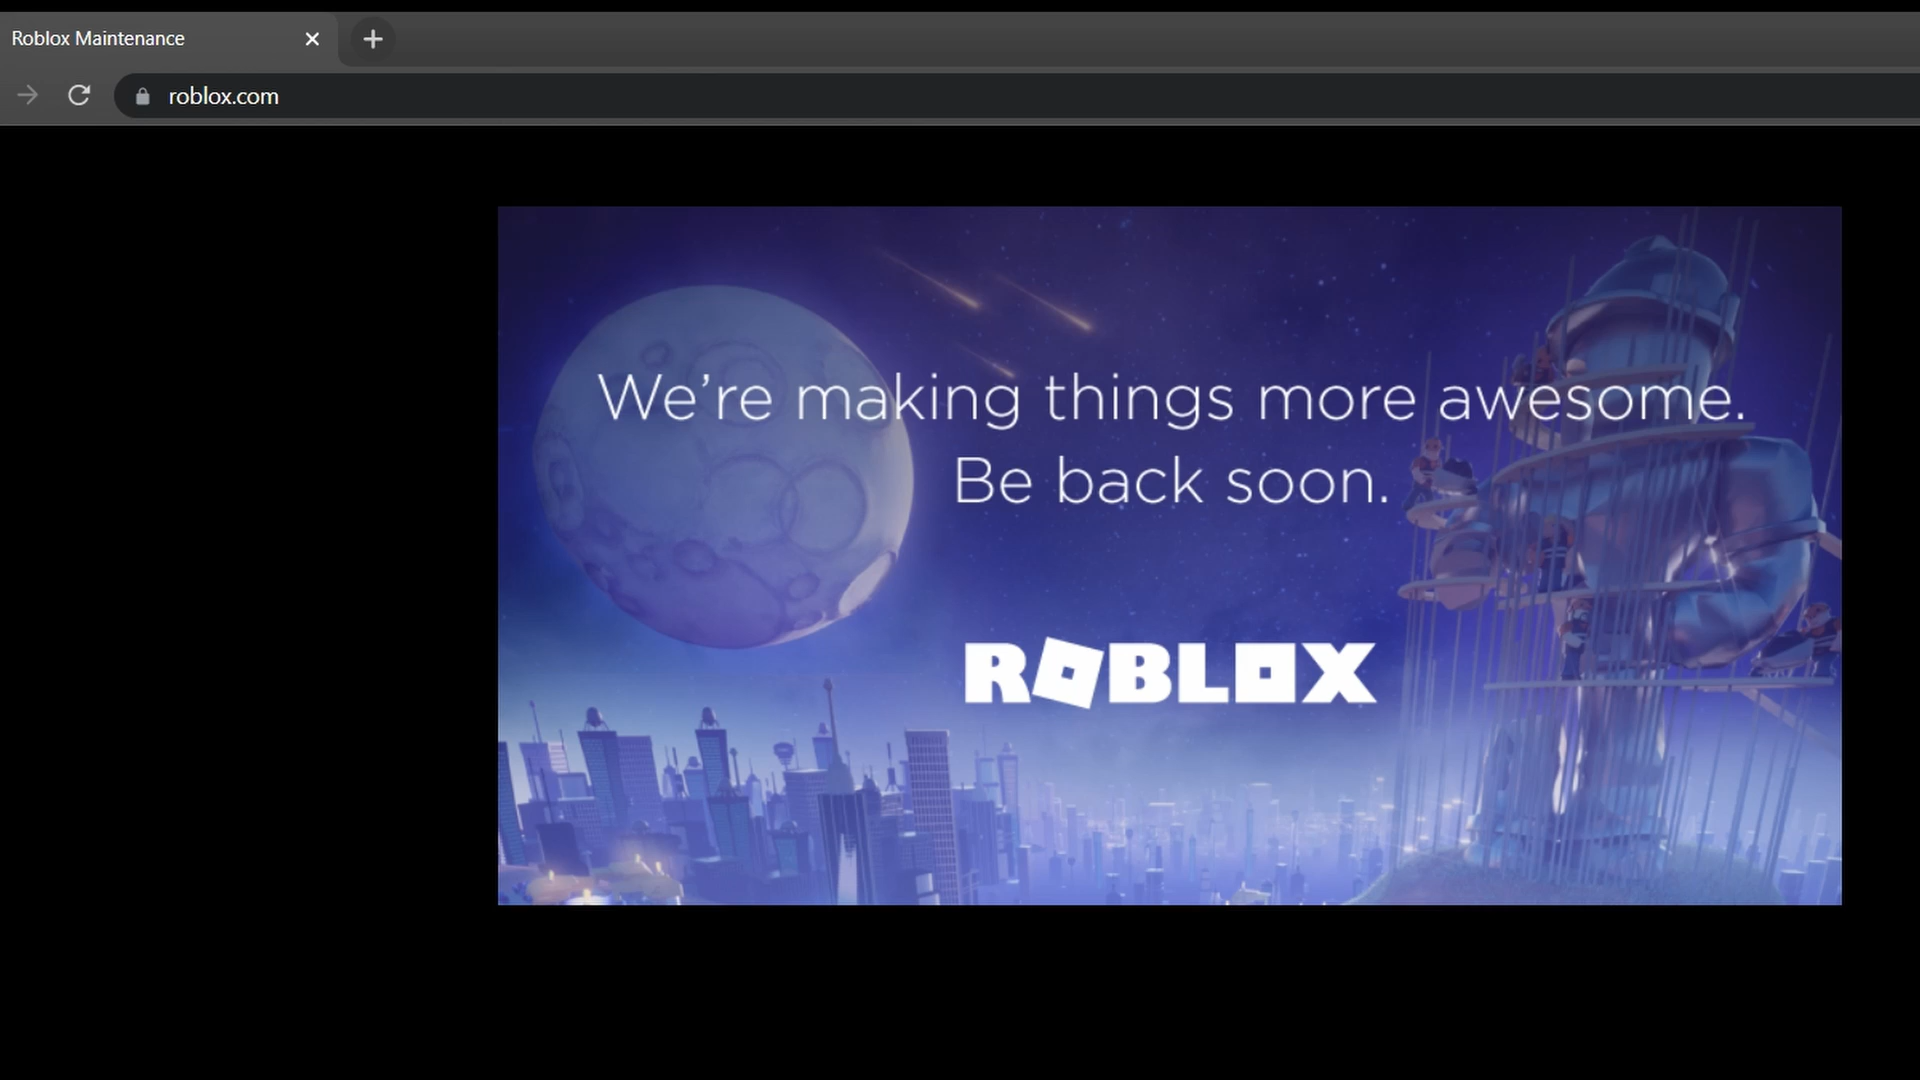 Roblox Maintenance
roblox.com
We’re making things more awesome.
Be back soon.
ROBLOX